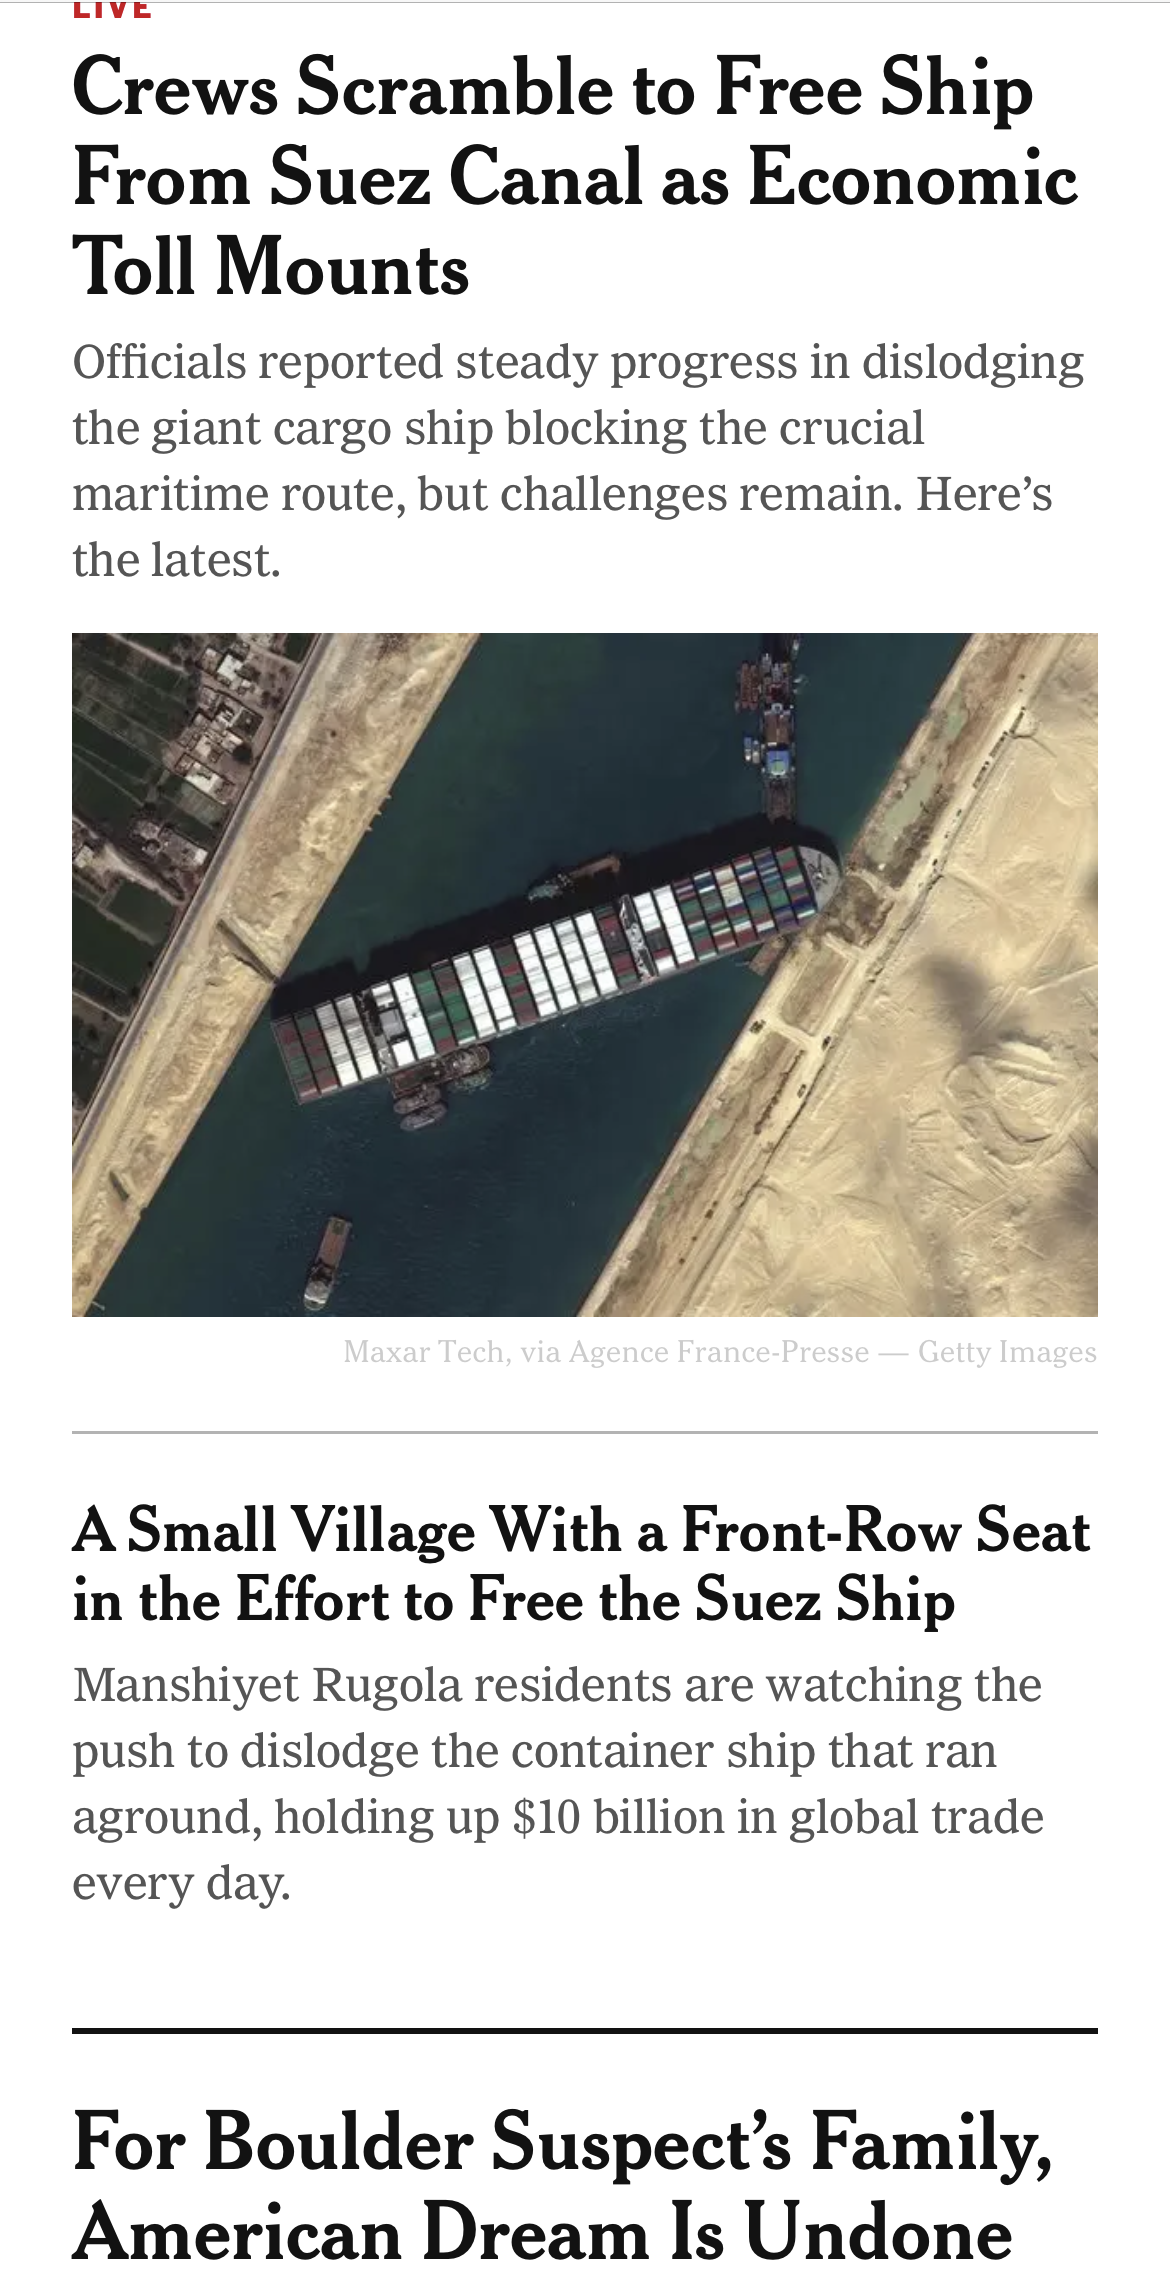 LIVE
Crews Scramble to Free Ship
From Suez Canal as Economic
Toll Mounts
Officials reported steady progress in dislodging
the giant cargo ship blocking the crucial
maritime route, but challenges remain. Here’s
the latest.
Maxar Tech, via Agence France-Presse — Getty Images
A Small Village With a Front-Row Seat
in the Effort to Free the Suez Ship
Manshiyet Rugola residents are watching the
push to dislodge the container ship that ran
aground, holding up $10 billion in global trade
every day.
For Boulder Suspect’s Family,
American Dream Is Undone